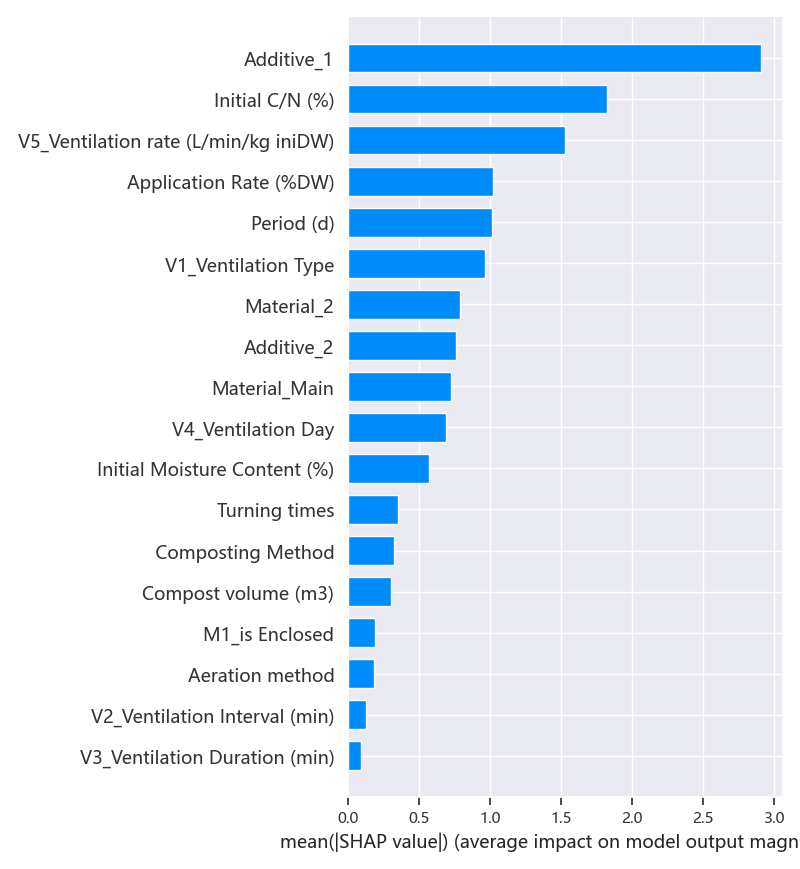 Additive_1
Initial C/N (%)
V5_Ventilation rate (L/min/kg iniDW)
Application Rate (%DW)
Period (d)
V1_Ventilation Type
Material_2
Additive_2
Material_Main
V4_Ventilation Day
Initial Moisture Content (%)
Turning times
Composting Method
Compost volume (m3)
M1_is Enclosed
Aeration method
V2_Ventilation Interval (min)
V3_Ventilation Duration (min)
0.0 0.5 1.0 1.5 2.0 2.5 3.0
mean(|SHAP value|) (average impact on model output magn